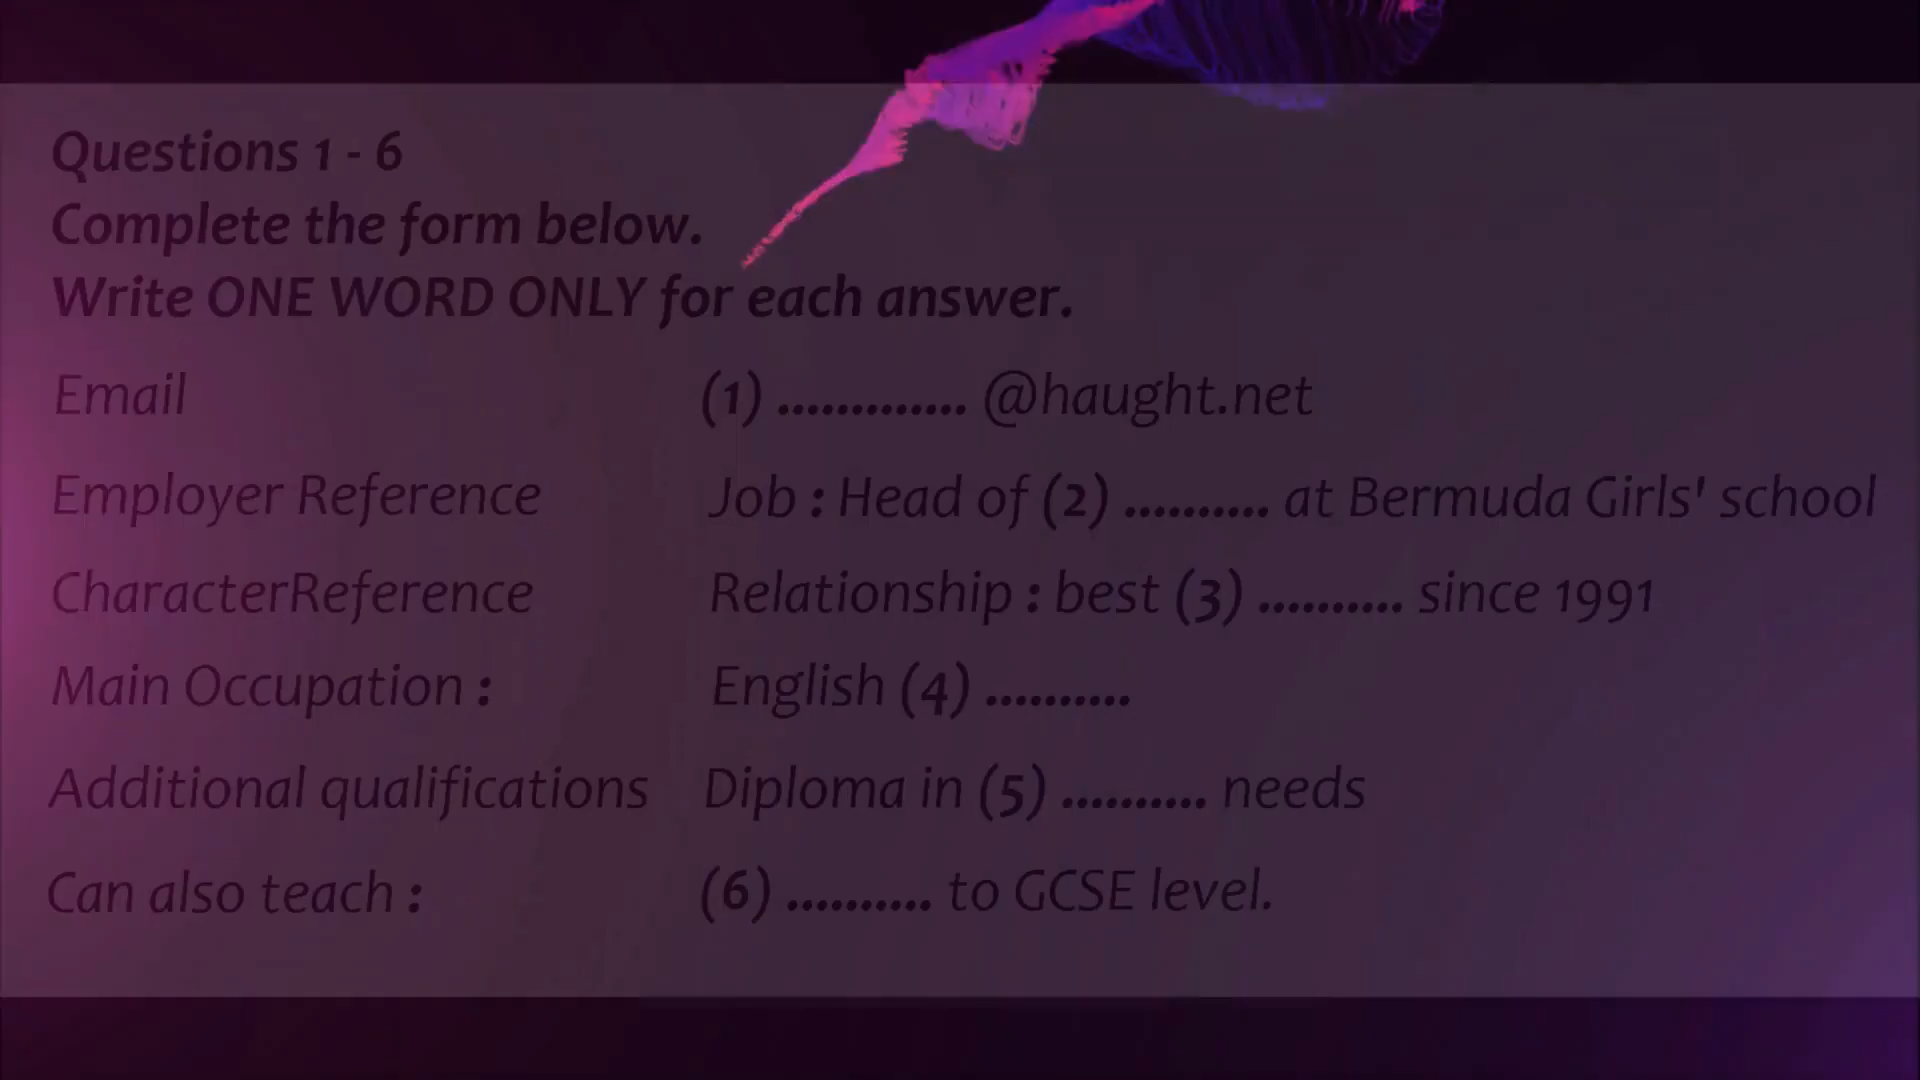 Questions 1 - 6
Complete the form below.
Write ONE WORD ONLY for each answer.
Email (1) ............. @haught.net
Employer Reference Job : Head of (2) .......... at Bermuda Girls' school
CharacterReference Relationship : best (3) .......... since 1991
Main Occupation : English (4) ..........
Additional qualifications Diploma in (5) .......... needs
Can also teach : (6) .......... to GCSE level.